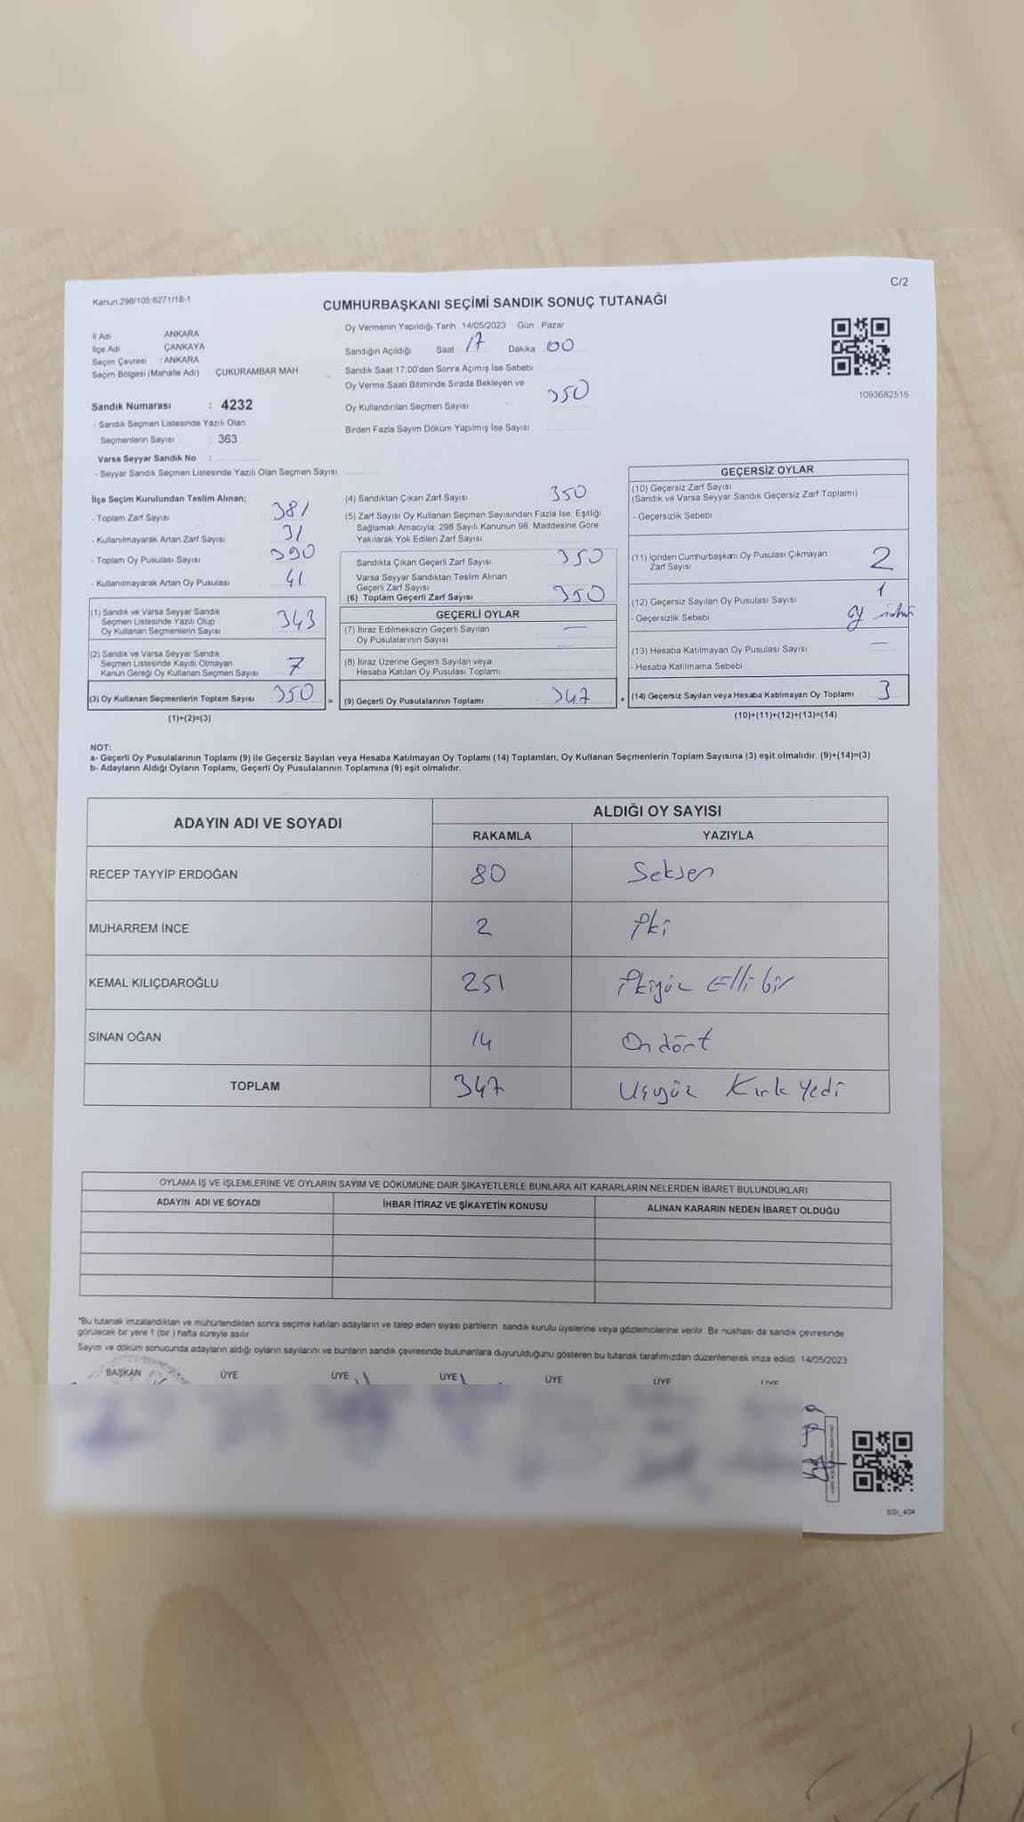 C/2
Kanun:298/105:6271/18-1
CUMHURBAŞKANI SEÇİMİ SANDIK SONUÇ TUTANAĞI
İl Adı ANKARA
İlçe Adı ÇANKAYA
Seçim Çevresi : ANKARA
Seçim Bölgesi (Mahalle Adı) ÇUKURAMBAR MAH
Sandık Numarası : 4232
- Sandık Seçmen Listesinde Yazılı Olan
Seçmenlerin Sayısı : 363
Varsa Seyyar Sandık No :
- Seyyar Sandık Seçmen Listesinde Yazılı Olan Seçmen Sayısı
Oy Vermenin Yapıldığı Tarih 14/05/2023 Gün Pazar
Sandığın Açıldığı Saat 17 Dakika 00
Sandık Saat 17:00'den Sonra Açımış İse Sebebi
Oy Verme Saati Bitiminde Sırada Bekleyen ve
Oy Kullandırılan Seçmen Sayısı 350
Birden Fazla Sayım Döküm Yapılmış İse Sayısı
1093682515
İlçe Seçim Kurulundan Teslim Alınan;
- Toplam Zarf Sayısı 381
- Kullanılmayarak Artan Zarf Sayısı 31
- Toplam Oy Pusulası Sayısı 390
- Kullanılmayarak Artan Oy Pusulası 41
(1) Sandık ve Varsa Seyyar Sandık
Seçmen Listesinde Yazılı Olup
Oy Kullanan Seçmenlerin Sayısı 343
(2) Sandık ve Varsa Seyyar Sandık
Seçmen Listesinde Kayıtlı Olmayan
Kanun Gereği Oy Kullanan Seçmen Sayısı 7
(3) Oy Kullanan Seçmenlerin Toplam Sayısı 350
(1)+(2)=(3)
(4) Sandıktan Çıkan Zarf Sayısı 350
(5) Zarf Sayısı Oy Kullanan Seçmen Sayısından Fazla İse, Eşitliği
Sağlamak Amacıyla: 298 Sayılı Kanunun 98. Maddesine Göre
Yakılarak Yok Edilen Zarf Sayısı
Sandıkta Çıkan Geçerli Zarf Sayısı 350
Varsa Seyyar Sandıktan Teslim Alınan
Geçerli Zarf Sayısı
(6) Toplam Geçerli Zarf Sayısı 350
GEÇERLİ OYLAR
(7) İtiraz Edilmeksizin Geçerli Sayılan
Oy Pusulalarının Sayısı —
(8) İtiraz Üzerine Geçerli Sayılan veya
Hesaba Katılan Oy Pusulası Toplamı
= (9) Geçerli Oy Pusulalarının Toplamı 347 +
GEÇERSİZ OYLAR
(10) Geçersiz Zarf Sayısı
(Sandık ve Varsa Seyyar Sandık Geçersiz Zarf Toplamı)
- Geçersizlik Sebebi
(11) İçinden Cumhurbaşkanı Oy Pusulası Çıkmayan
Zarf Sayısı 2
(12) Geçersiz Sayılan Oy Pusulası Sayısı 1
- Geçersizlik Sebebi
(13) Hesaba Katılmayan Oy Pusulası Sayısı —
- Hesaba Katılmama Sebebi
(14) Geçersiz Sayılan veya Hesaba Katılmayan Oy Toplamı 3
(10)+(11)+(12)+(13)=(14)
NOT:
a- Geçerli Oy Pusulalarının Toplamı (9) ile Geçersiz Sayılan veya Hesaba Katılmayan Oy Toplamı (14) Toplamları, Oy Kullanan Seçmenlerin Toplam Sayısına (3) eşit olmalıdır. (9)+(14)=(3)
b- Adayların Aldığı Oyların Toplamı, Geçerli Oy Pusulalarının Toplamına (9) eşit olmalıdır.
ADAYIN ADI VE SOYADI ALDIĞI OY SAYISI
RAKAMLA YAZIYLA
RECEP TAYYİP ERDOĞAN 80 Seksen
MUHARREM İNCE 2 İki
KEMAL KILIÇDAROĞLU 251 İkiyüz Elli bir
SİNAN OĞAN 14 On dört
TOPLAM 347 Üçyüz Kırk Yedi
OYLAMA İŞ VE İŞLEMLERİNE VE OYLARIN SAYIM VE DÖKÜMÜNE DAİR ŞİKAYETLERLE BUNLARA AİT KARARLARIN NELERDEN İBARET BULUNDUKLARI
ADAYIN ADI VE SOYADI İHBAR İTİRAZ VE ŞİKAYETİN KONUSU ALINAN KARARIN NEDEN İBARET OLDUĞU
"Bu tutanak imzalandıktan ve mühürlendikten sonra seçime katılan adayların ve talep eden siyasi partilerin sandık kurulu üyelerine veya gözlemcilerine verilir. Bir nüshası da sandık çevresinde
görülecek bir yere 1 (bir ) hafta süreyle asılır
Sayım ve döküm sonucunda adayların aldığı oyların sayılarını ve bunların sandık çevresinde bulunanlara duyurulduğunu gösteren bu tutanak tarafımızdan düzenlenerek imza edildi. 14/05/2023
BAŞKAN ÜYE ÜYE ÜYE ÜYE ÜYE ÜYE